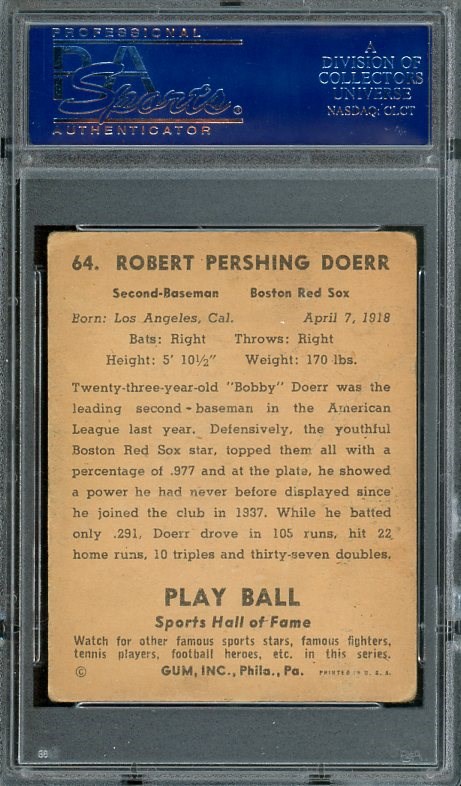 PROFESSIONAL
PSA
Sports®
AUTHENTICATOR
A
DIVISION OF
COLLECTORS
UNIVERSE
NASDAQ: CLCT
64. ROBERT PERSHING DOERR
Second-Baseman Boston Red Sox
Born: Los Angeles, Cal. April 7, 1918
Bats: Right Throws: Right
Height: 5' 10½" Weight: 170 lbs.
Twenty-three-year-old "Bobby" Doerr was the
leading second-baseman in the American
League last year. Defensively, the youthful
Boston Red Sox star, topped them all with a
percentage of .977 and at the plate, he showed
a power he had never before displayed since
he joined the club in 1937. While he batted
only .291, Doerr drove in 105 runs, hit 22
home runs, 10 triples and thirty-seven doubles.
PLAY BALL
Sports Hall of Fame
Watch for other famous sports stars, famous fighters,
tennis players, football heroes, etc. in this series.
© GUM, INC., Phila., Pa. PRINTED IN U. S. A.
PSA